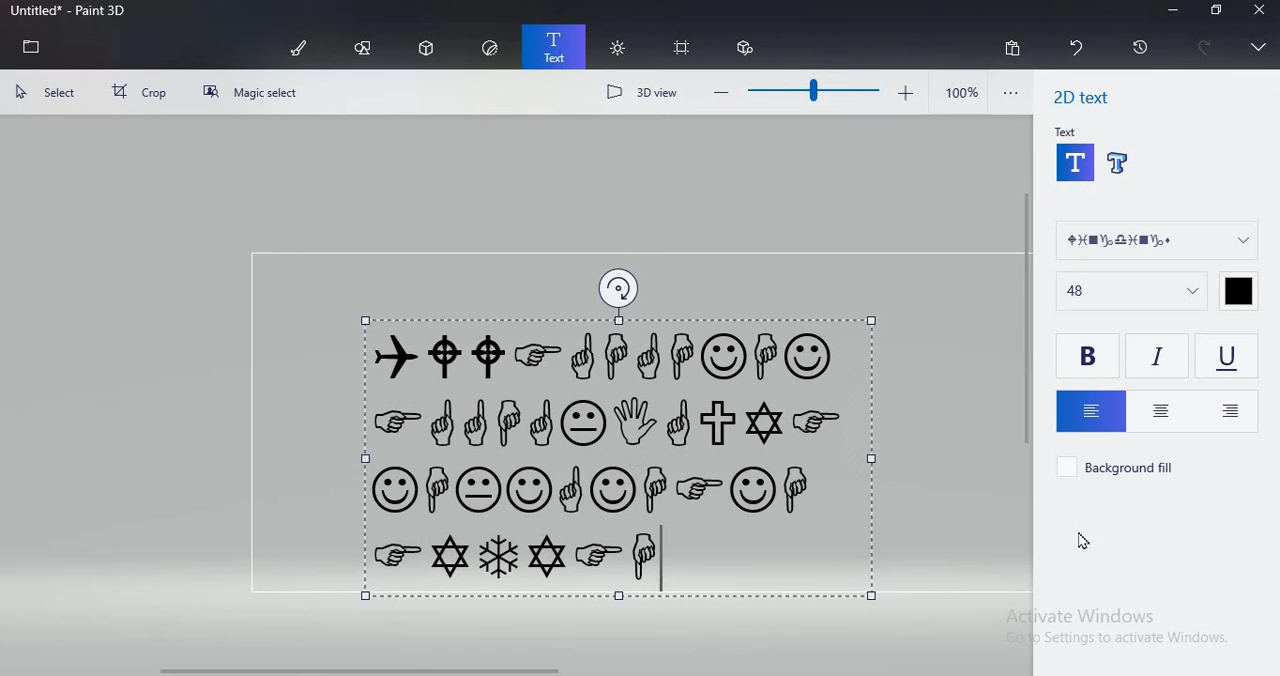 Untitled* - Paint 3D
Text
Select
Crop
Magic select
3D view
100%
2D text
Text
🕈♓■♑♎♓■♑⬧
48
B
I
U
Background fill
✈🕈🕈☞☝☟☝☟☺☟☺
☞☝☝☟☝😐🖐☝✝✡☞
☺☟😐☺☝☺☟☞☺☟
☞✡❄✡☞☟
Activate Windows
Go to Settings to activate Windows.